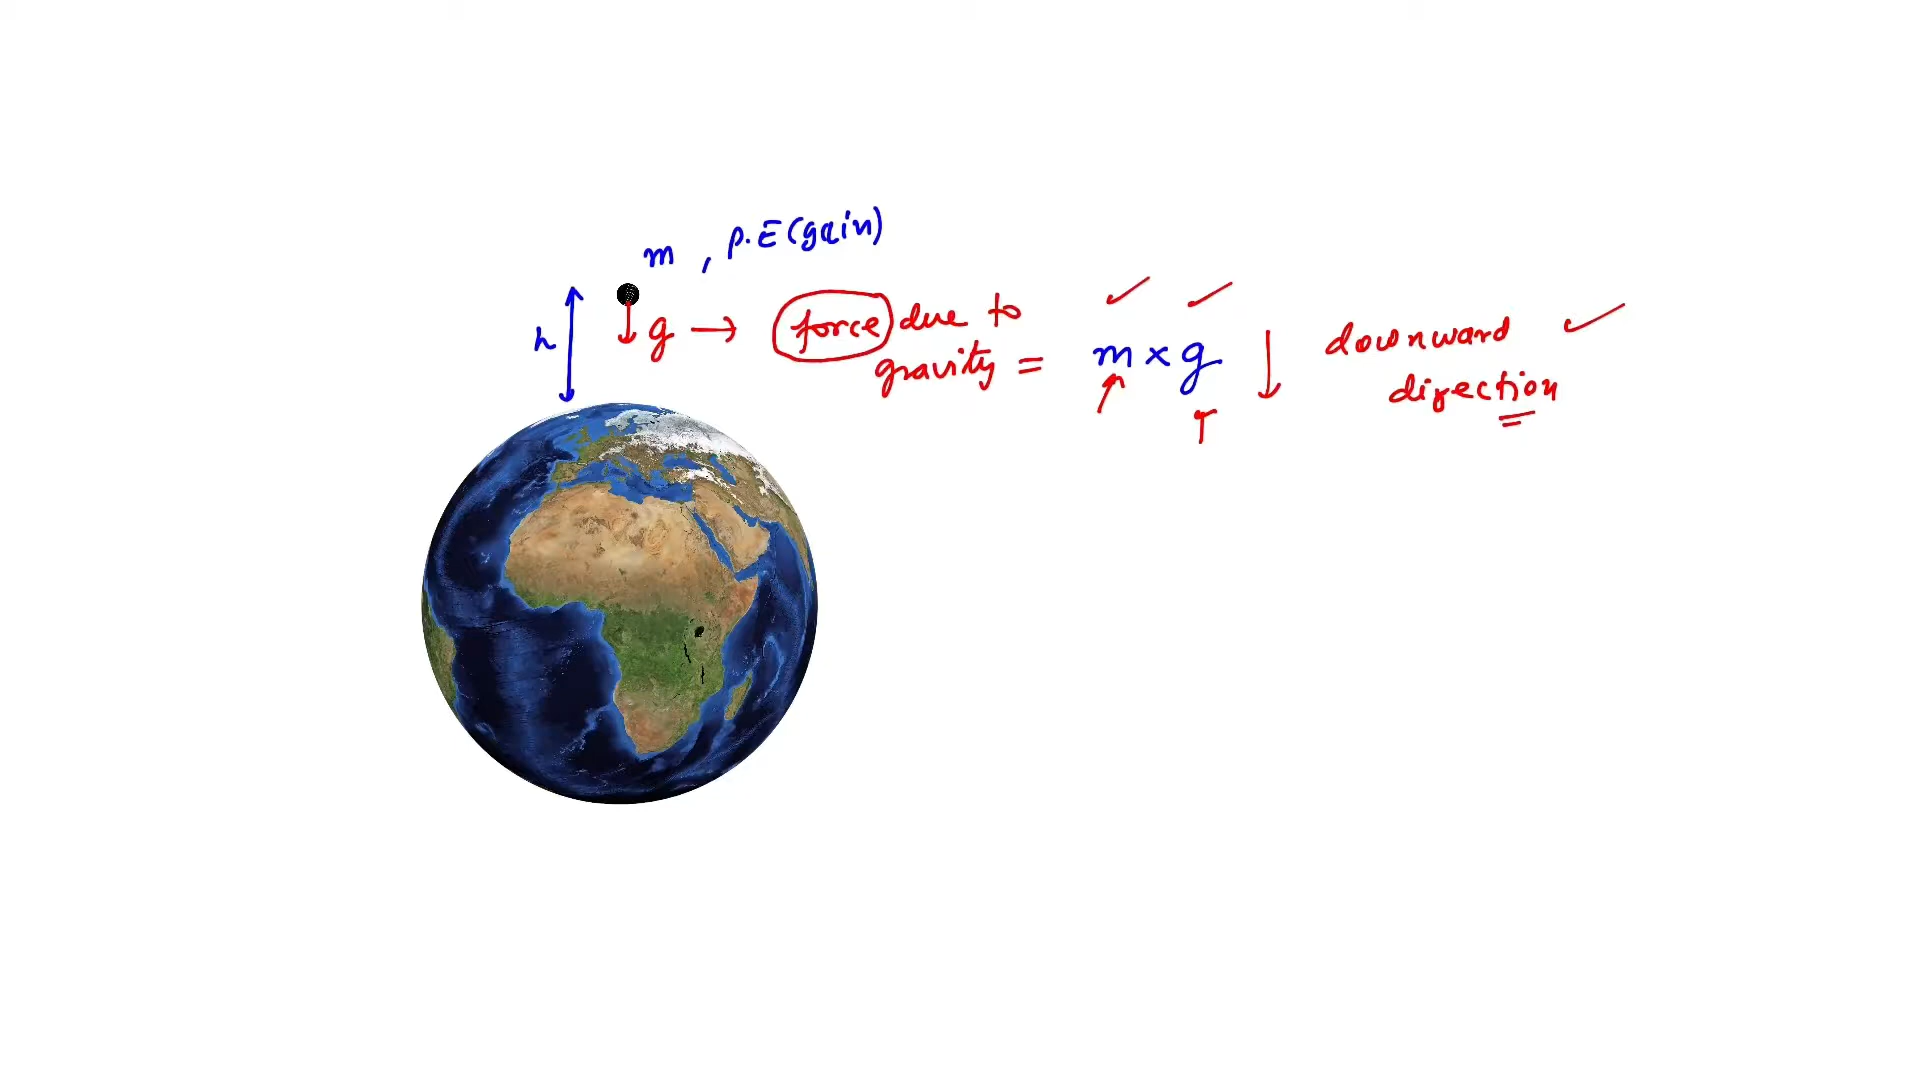 m , P.E (gain)
h
g → force due to
gravity = m × g ↓ downward
direction